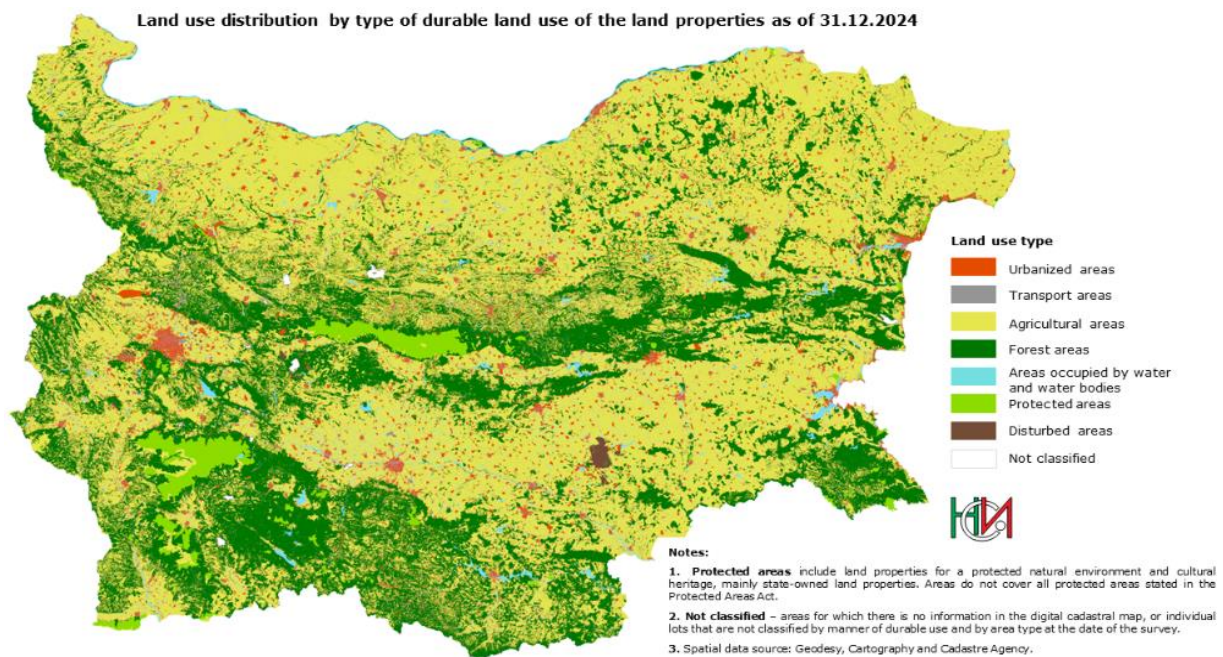 Land use distribution by type of durable land use of the land properties as of 31.12.2024
Land use type
Urbanized areas
Transport areas
Agricultural areas
Forest areas
Areas occupied by water
and water bodies
Protected areas
Disturbed areas
Not classified
НСИ
Notes:
1. Protected areas include land properties for a protected natural environment and cultural
heritage, mainly state-owned land properties. Areas do not cover all protected areas stated in the
Protected Areas Act.
2. Not classified – areas for which there is no information in the digital cadastral map, or individual
lots that are not classified by manner of durable use and by area type at the date of the survey.
3. Spatial data source: Geodesy, Cartography and Cadastre Agency.